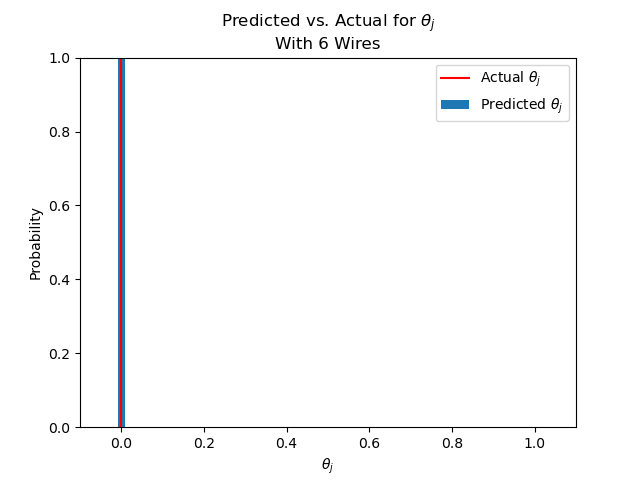 Predicted vs. Actual for θⱼ
With 6 Wires
1.0
0.8
0.6
0.4
0.2
0.0
Probability
Actual θⱼ
Predicted θⱼ
0.0 0.2 0.4 0.6 0.8 1.0
θⱼ